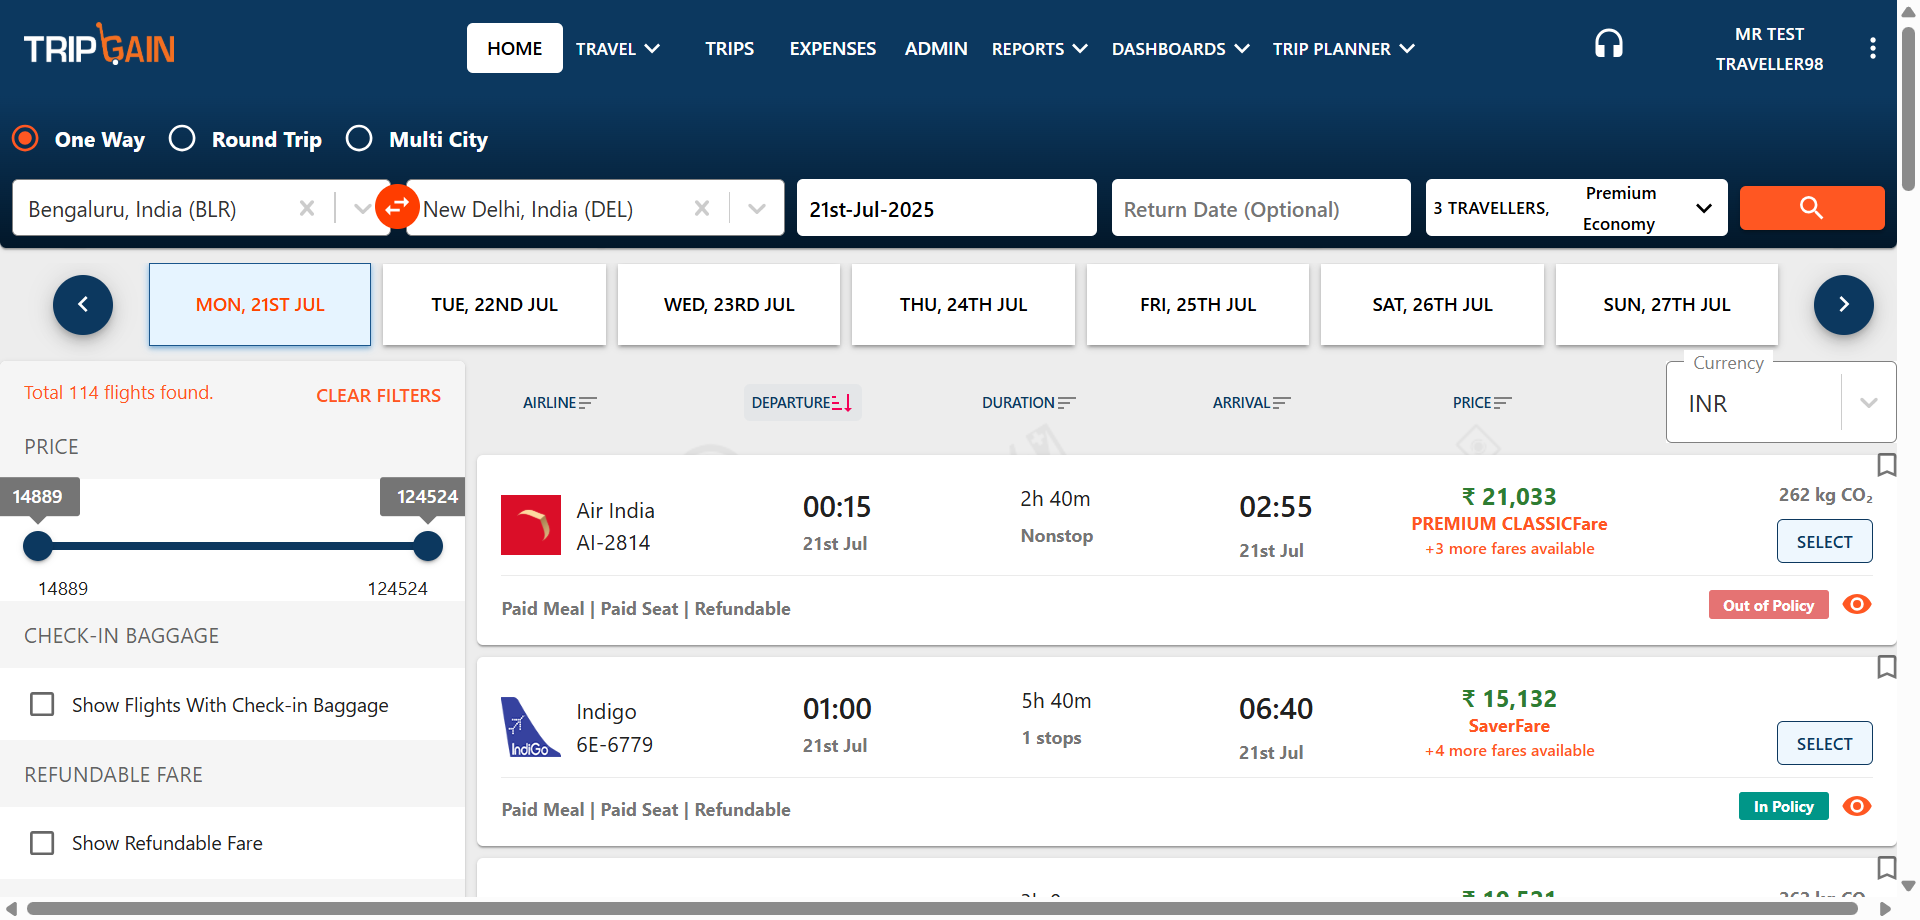 TRIPGAIN
HOME
TRAVEL
TRIPS
EXPENSES
ADMIN
REPORTS
DASHBOARDS
TRIP PLANNER
MR TEST
TRAVELLER98
One Way
Round Trip
Multi City
Bengaluru, India (BLR)
New Delhi, India (DEL)
21st-Jul-2025
Return Date (Optional)
3 TRAVELLERS,
Premium
Economy
MON, 21ST JUL
TUE, 22ND JUL
WED, 23RD JUL
THU, 24TH JUL
FRI, 25TH JUL
SAT, 26TH JUL
SUN, 27TH JUL
Total 114 flights found.
CLEAR FILTERS
PRICE
14889
124524
14889
124524
CHECK-IN BAGGAGE
Show Flights With Check-in Baggage
REFUNDABLE FARE
Show Refundable Fare
AIRLINE
DEPARTURE
DURATION
ARRIVAL
PRICE
Currency
INR
Air India
AI-2814
00:15
21st Jul
2h 40m
Nonstop
02:55
21st Jul
₹ 21,033
PREMIUM CLASSICFare
+3 more fares available
262 kg CO₂
SELECT
Paid Meal | Paid Seat | Refundable
Out of Policy
IndiGo
Indigo
6E-6779
01:00
21st Jul
5h 40m
1 stops
06:40
21st Jul
₹ 15,132
SaverFare
+4 more fares available
SELECT
Paid Meal | Paid Seat | Refundable
In Policy